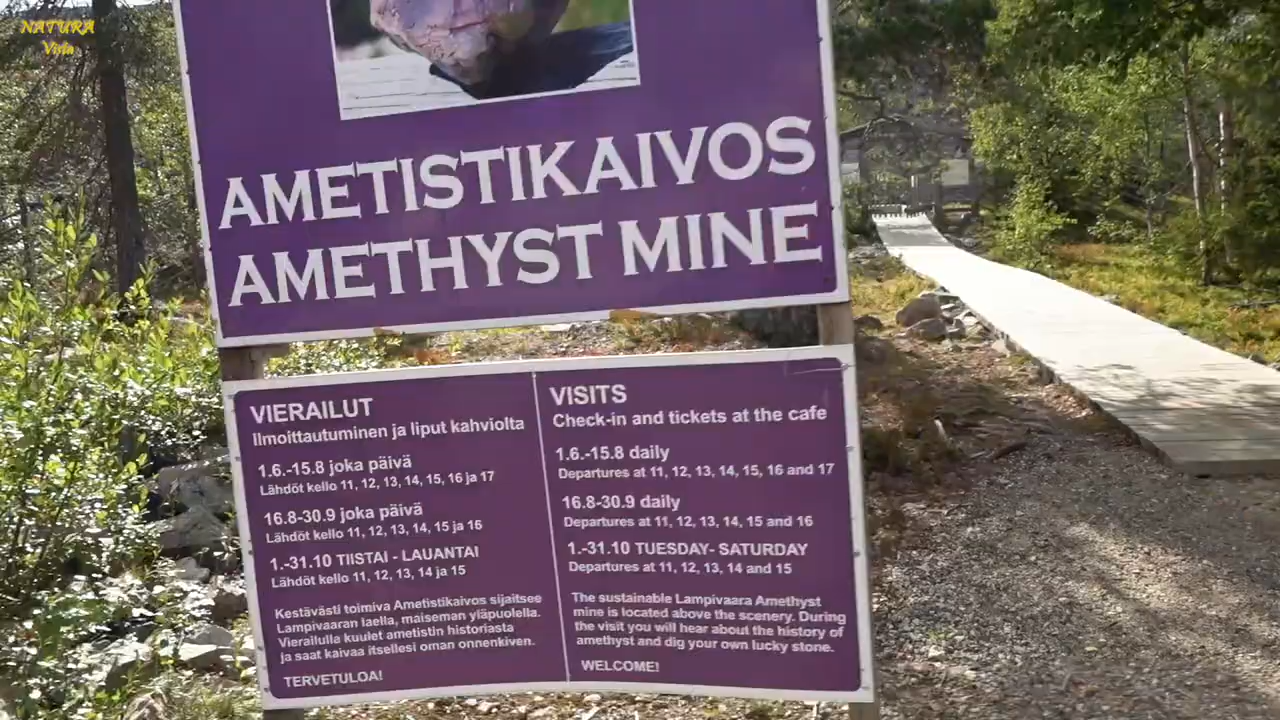 NATURA
Visin
AMETISTIKAIVOS
AMETHYST MINE
VIERAILUT
Ilmoittautuminen ja liput kahviolta
1.6.-15.8 joka päivä
Lähdöt kello 11, 12, 13, 14, 15, 16 ja 17
16.8-30.9 joka päivä
Lähdöt kello 11, 12, 13, 14, 15 ja 16
1.-31.10 TIISTAI - LAUANTAI
Lähdöt kello 11, 12, 13, 14 ja 15
Kestävästi toimiva Ametistikaivos sijaitsee
Lampivaaran laella, maiseman yläpuolella.
Vierailulla kuulet ametistin historiasta
ja saat kaivaa itsellesi oman onnenkiven.
TERVETULOA!
VISITS
Check-in and tickets at the cafe
1.6.-15.8 daily
Departures at 11, 12, 13, 14, 15, 16 and 17
16.8-30.9 daily
Departures at 11, 12, 13, 14, 15 and 16
1.-31.10 TUESDAY- SATURDAY
Departures at 11, 12, 13, 14 and 15
The sustainable Lampivaara Amethyst
mine is located above the scenery. During
the visit you will hear about the history of
amethyst and dig your own lucky stone.
WELCOME!